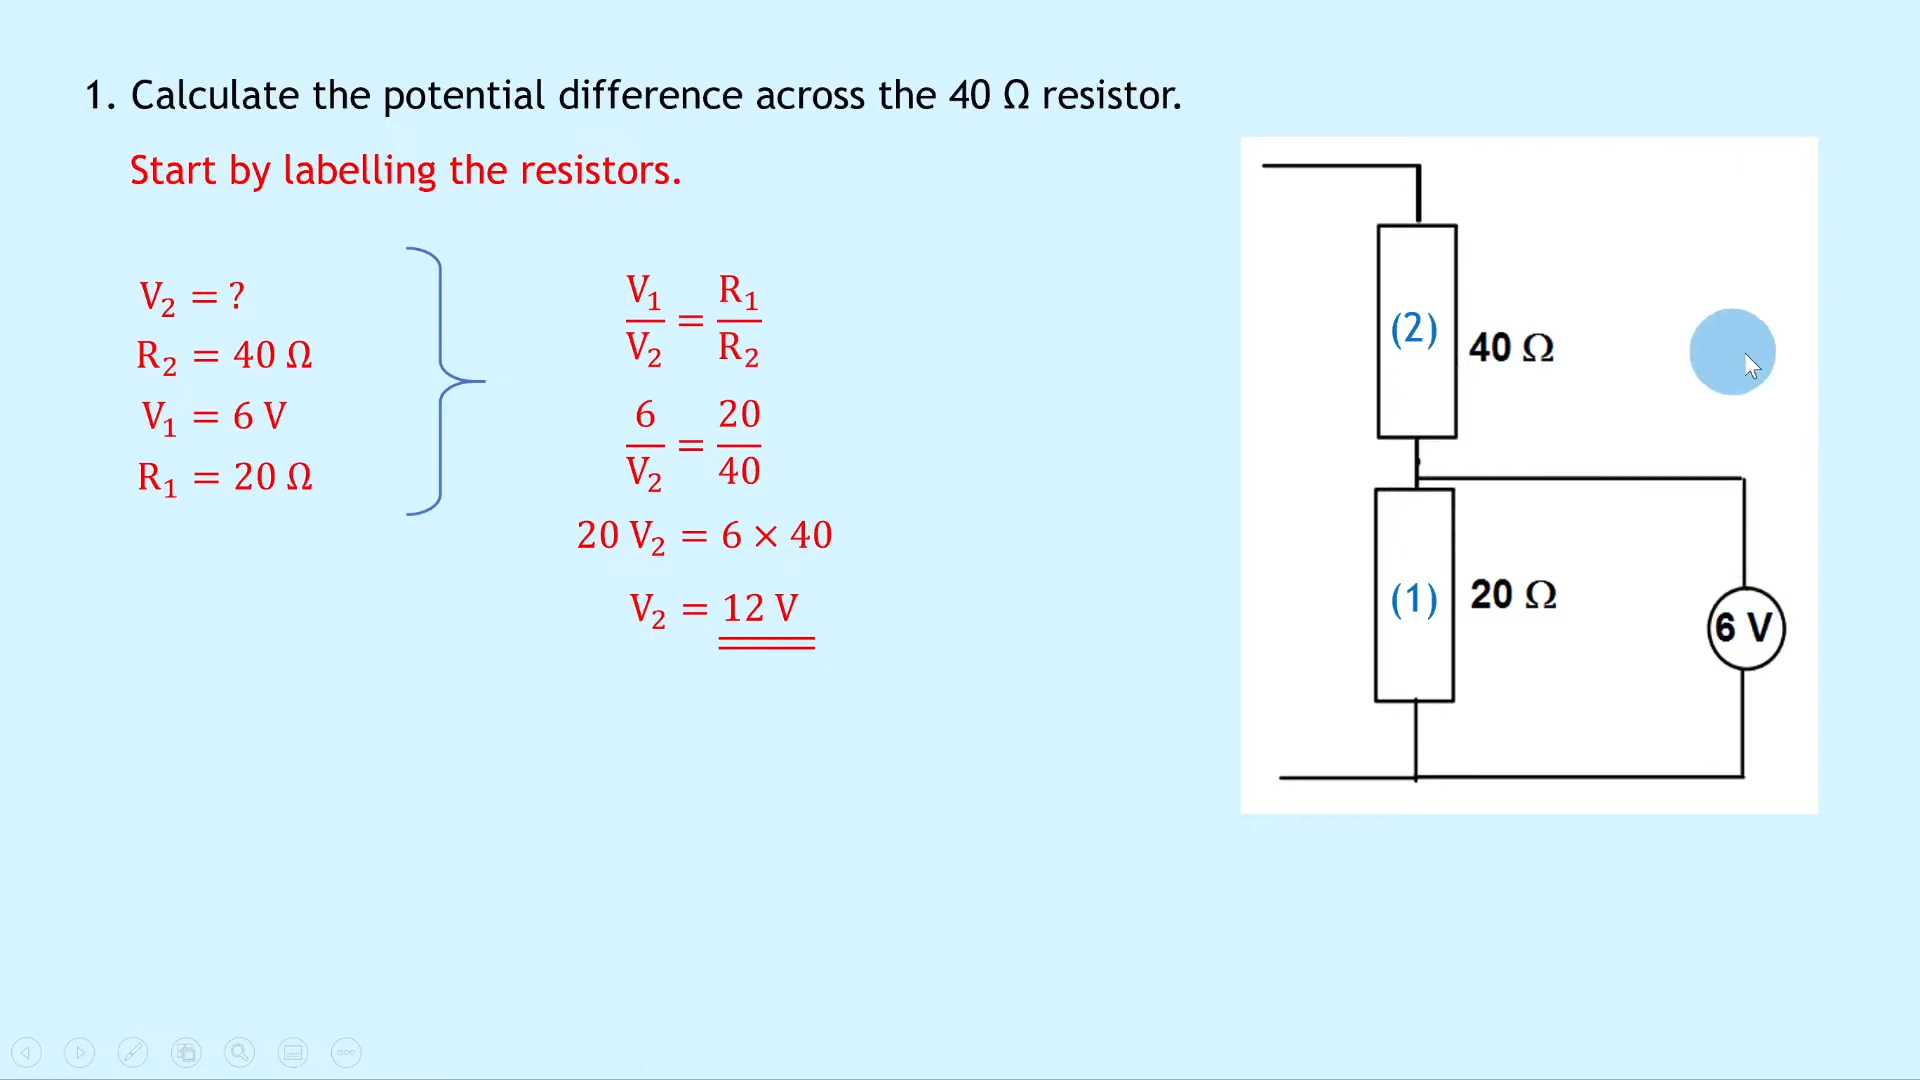 1. Calculate the potential difference across the 40 Ω resistor.
Start by labelling the resistors.
V₂ = ?
R₂ = 40 Ω
V₁ = 6 V
R₁ = 20 Ω
V₁/V₂ = R₁/R₂
6/V₂ = 20/40
20 V₂ = 6 × 40
V₂ = 12 V
(2) 40 Ω
(1) 20 Ω
6 V